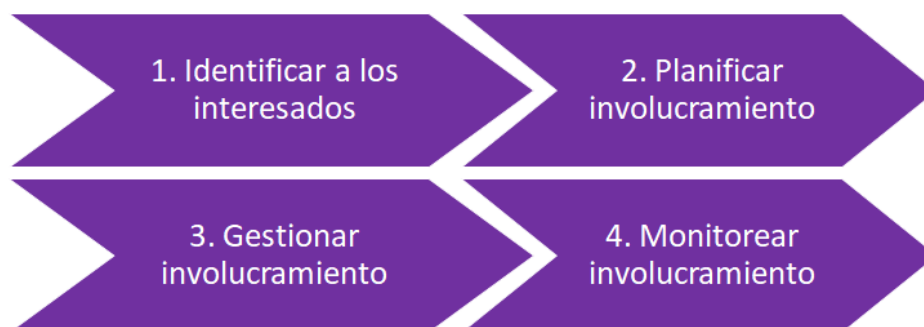 1. Identificar a los
interesados
2. Planificar
involucramiento
3. Gestionar
involucramiento
4. Monitorear
involucramiento